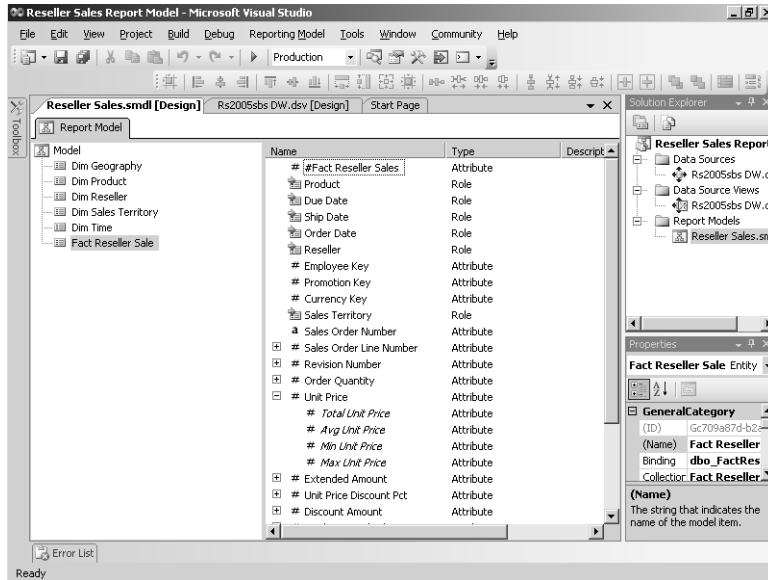 Reseller Sales Report Model - Microsoft Visual Studio
File Edit View Project Build Debug Reporting Model Tools Window Community Help
Production
Toolbox
Reseller Sales.smdl [Design] Rs2005sbs DW.dsv [Design] Start Page
Report Model
Model
Dim Geography
Dim Product
Dim Reseller
Dim Sales Territory
Dim Time
Fact Reseller Sale
Name Type Descript
# #Fact Reseller Sales Attribute
Product Role
Due Date Role
Ship Date Role
Order Date Role
Reseller Role
# Employee Key Attribute
# Promotion Key Attribute
# Currency Key Attribute
Sales Territory Role
a Sales Order Number Attribute
# Sales Order Line Number Attribute
# Revision Number Attribute
# Order Quantity Attribute
# Unit Price Attribute
# Total Unit Price Attribute
# Avg Unit Price Attribute
# Min Unit Price Attribute
# Max Unit Price Attribute
# Extended Amount Attribute
# Unit Price Discount Pct Attribute
# Discount Amount Attribute
Solution Explorer
Reseller Sales Report
Data Sources
Rs2005sbs DW.d
Data Source Views
Rs2005sbs DW.d
Report Models
Reseller Sales.sm
Properties
Fact Reseller Sale Entity
GeneralCategory
(ID) Gc709a87d-b2a
(Name) Fact Reseller
Binding dbo_FactRes
Collection Fact Reseller
(Name)
The string that indicates the
name of the model item.
Error List
Ready